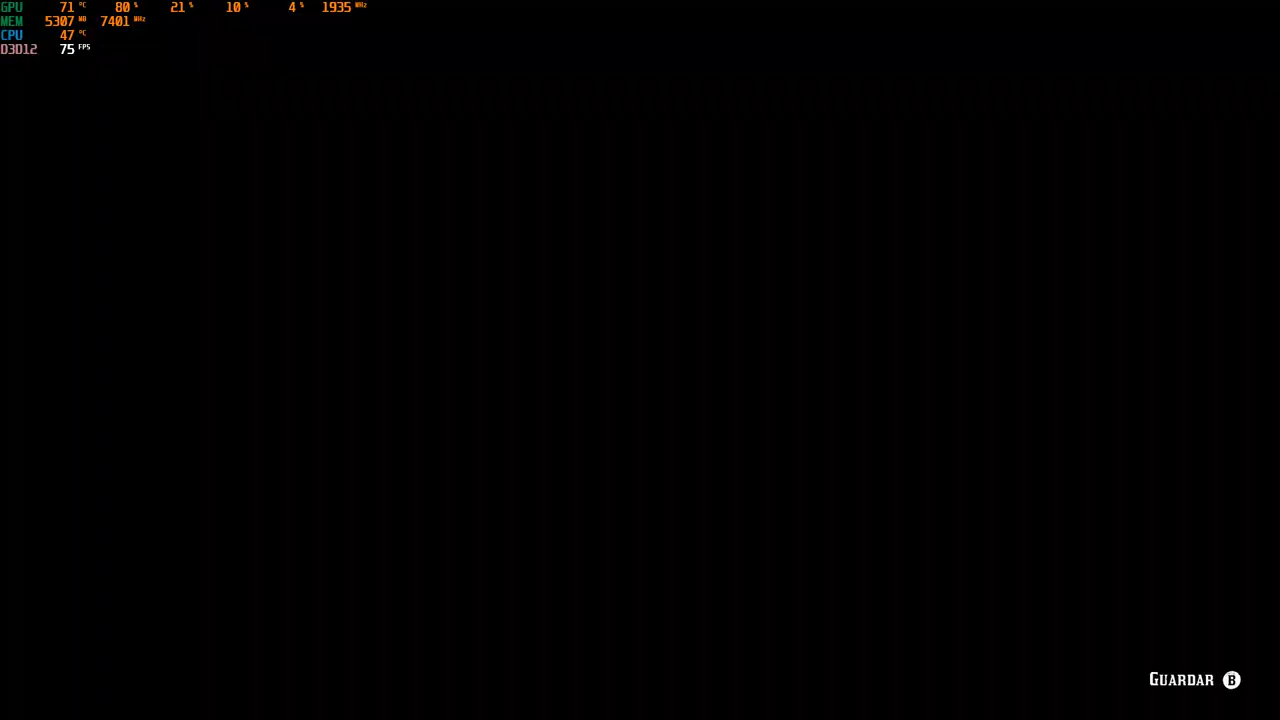 GPU 71 °C 80 % 21 % 10 % 4 % 1935 MHz
MEM 5307 MB 7401 MHz
CPU 47 °C
D3D12 75 FPS
GUARDAR B